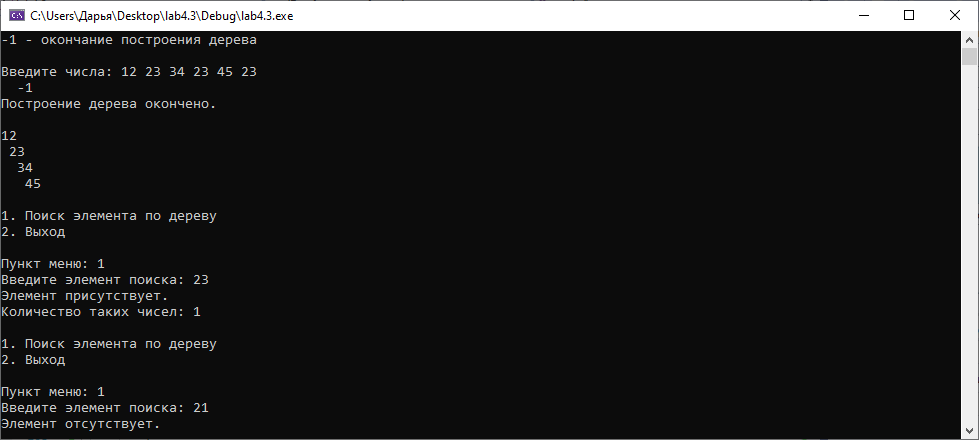 C:\Users\Дарья\Desktop\lab4.3\Debug\lab4.3.exe
-1 - окончание построения дерева
Введите числа: 12 23 34 23 45 23
-1
Построение дерева окончено.
12
23
34
45
1. Поиск элемента по дереву
2. Выход
Пункт меню: 1
Введите элемент поиска: 23
Элемент присутствует.
Количество таких чисел: 1
1. Поиск элемента по дереву
2. Выход
Пункт меню: 1
Введите элемент поиска: 21
Элемент отсутствует.